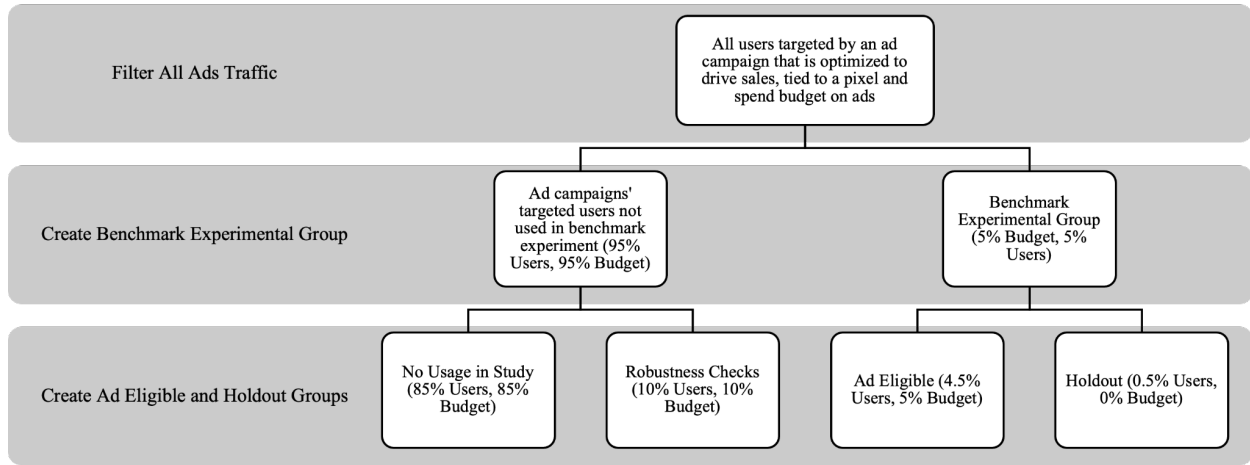 Filter All Ads Traffic
All users targeted by an ad
campaign that is optimized to
drive sales, tied to a pixel and
spend budget on ads
Create Benchmark Experimental Group
Ad campaigns'
targeted users not
used in benchmark
experiment (95%
Users, 95% Budget)
Benchmark
Experimental Group
(5% Budget, 5%
Users)
Create Ad Eligible and Holdout Groups
No Usage in Study
(85% Users, 85%
Budget)
Robustness Checks
(10% Users, 10%
Budget)
Ad Eligible (4.5%
Users, 5% Budget)
Holdout (0.5% Users,
0% Budget)